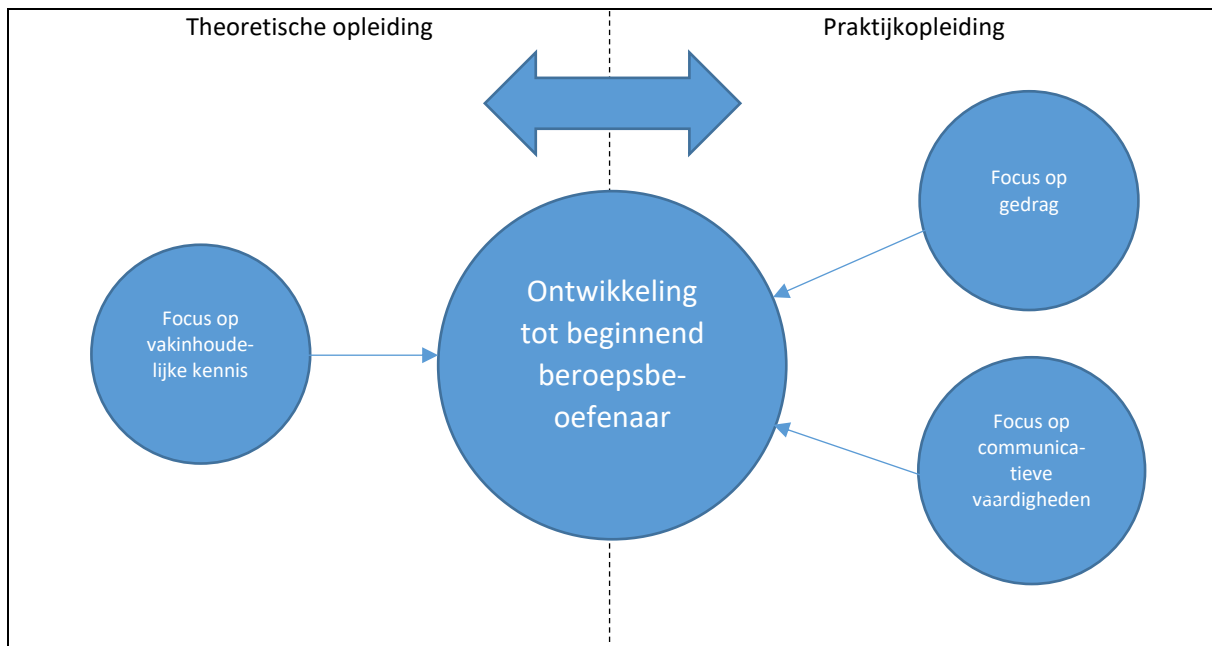 Theoretische opleiding
Praktijkopleiding
Focus op
vakinhoude-
lijke kennis
Ontwikkeling
tot beginnend
beroepsbe-
oefenaar
Focus op
gedrag
Focus op
communica-
tieve
vaardigheden